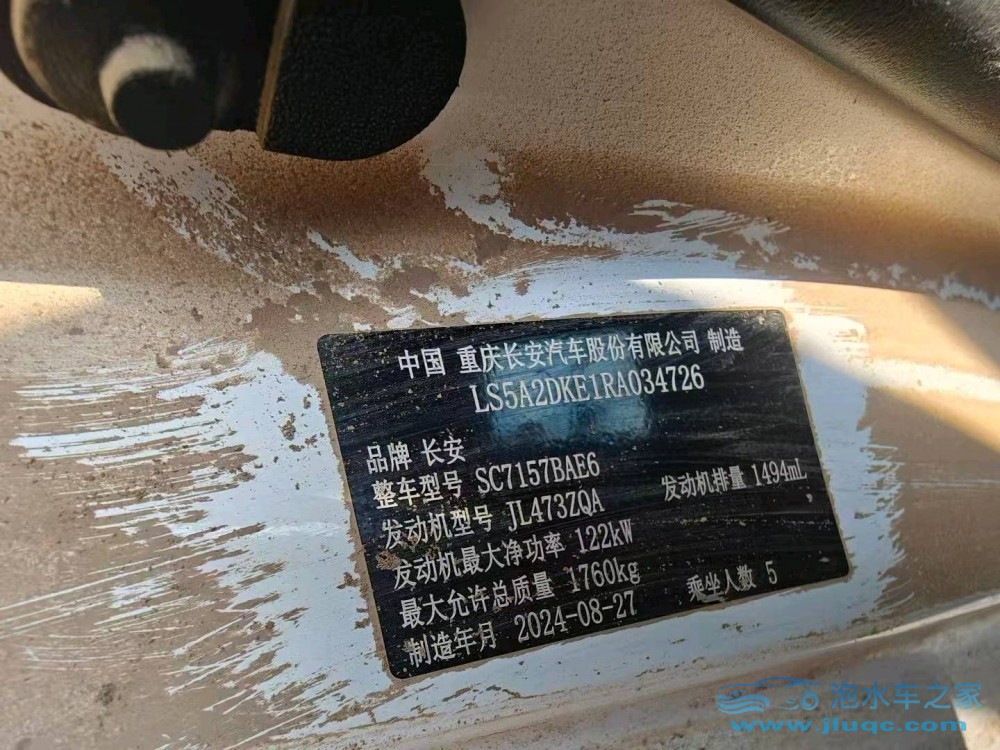 中国 重庆长安汽车股份有限公司 制造
LS5A2DKE1RA034726
品牌 长安
整车型号 SC7157BAE6
发动机型号 JL473ZQA 发动机排量 1494mL
发动机最大净功率 122kW
最大允许总质量 1760kg
制造年月 2024-08-27 乘坐人数 5
泡水车之家
www.jluqc.com